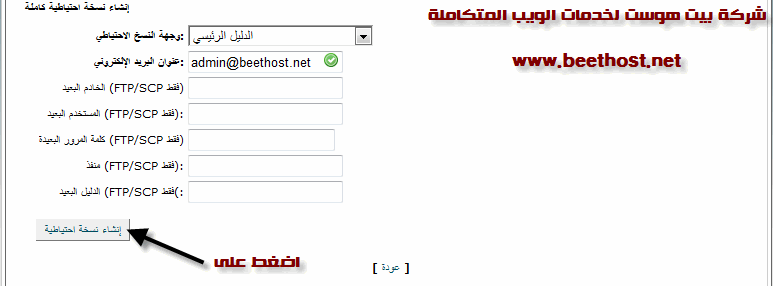 إنشاء نسخة احتياطية كاملة
شركة بيت هوست لخدمات الويب المتكاملة
www.beethost.net
وجهة النسخ الاحتياطي: الدليل الرئيسي
عنوان البريد الإلكتروني: admin@beethost.net
الخادم البعيد (FTP/SCP فقط)
المستخدم البعيد (FTP/SCP فقط):
كلمة المرور البعيدة (FTP/SCP فقط)
منفذ (FTP/SCP فقط):
الدليل البعيد (FTP/SCP فقط):
إنشاء نسخة احتياطية
اضغط على
[ عودة ]